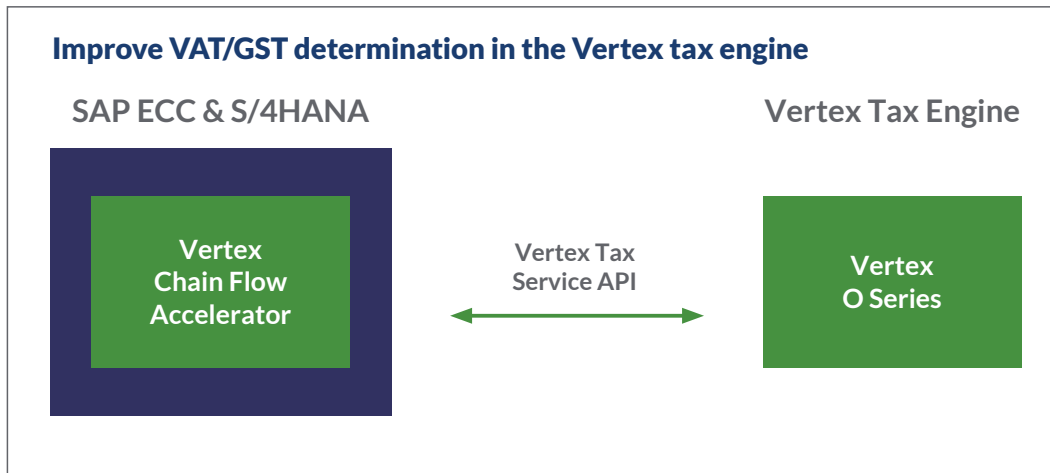 Improve VAT/GST determination in the Vertex tax engine
SAP ECC & S/4HANA
Vertex Tax Engine
Vertex
Chain Flow
Accelerator
Vertex Tax
Service API
Vertex
O Series